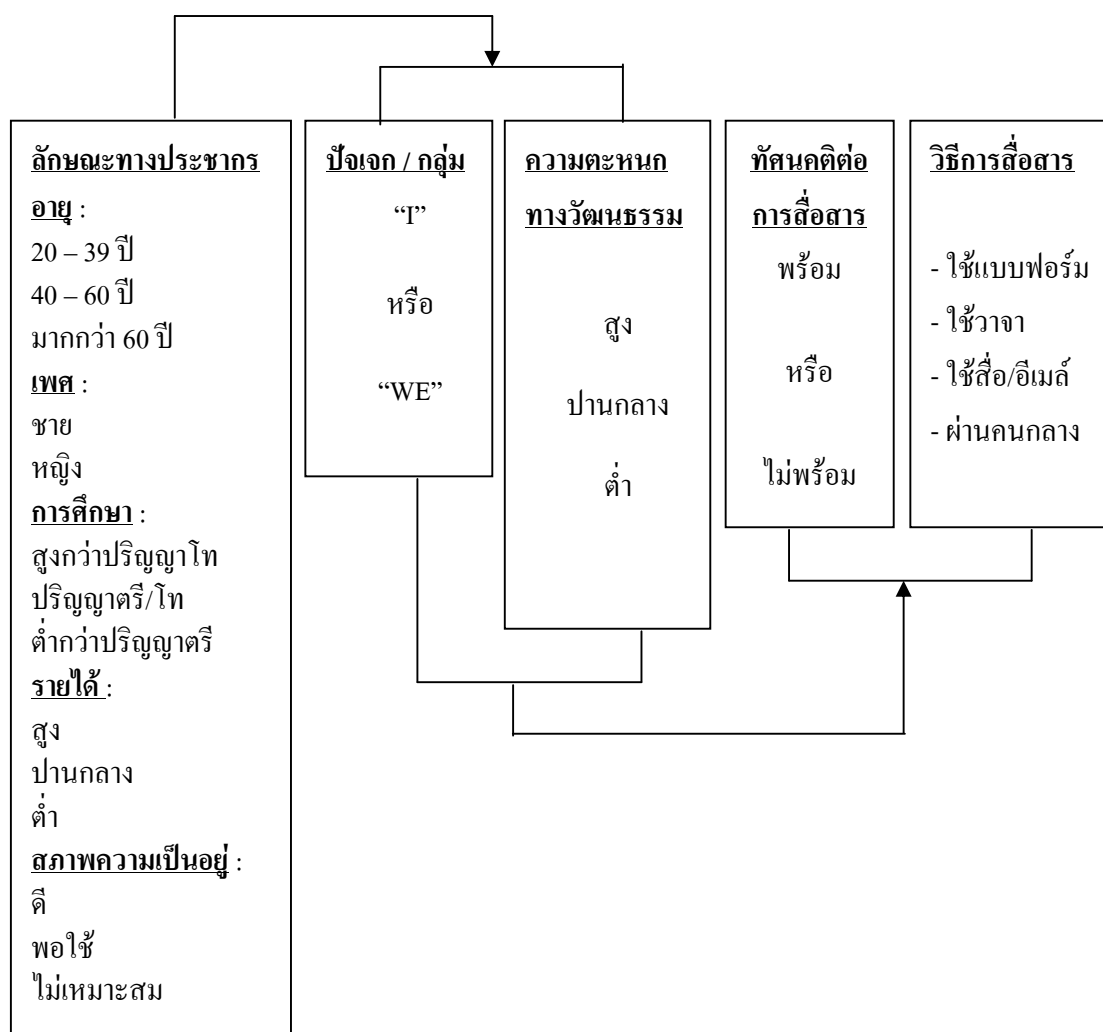 ลักษณะทางประชากร
อายุ :
20 – 39 ปี
40 – 60 ปี
มากกว่า 60 ปี
เพศ :
ชาย
หญิง
การศึกษา :
สูงกว่าปริญญาโท
ปริญญาตรี/โท
ต่ำกว่าปริญญาตรี
รายได้ :
สูง
ปานกลาง
ต่ำ
สภาพความเป็นอยู่ :
ดี
พอใช้
ไม่เหมาะสม
ปัจเจก / กลุ่ม
“I”
หรือ
“WE”
ความตะหนก
ทางวัฒนธรรม
สูง
ปานกลาง
ต่ำ
ทัศนคติต่อ
การสื่อสาร
พร้อม
หรือ
ไม่พร้อม
วิธีการสื่อสาร
- ใช้แบบฟอร์ม
- ใช้วาจา
- ใช้สื่อ/อีเมล์
- ผ่านคนกลาง